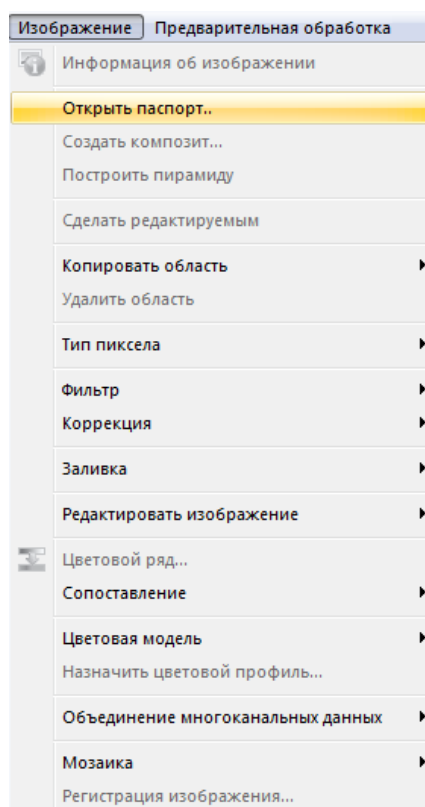 Изображение Предварительная обработка
Информация об изображении
Открыть паспорт..
Создать композит...
Построить пирамиду
Сделать редактируемым
Копировать область
Удалить область
Тип пиксела
Фильтр
Коррекция
Заливка
Редактировать изображение
Цветовой ряд...
Сопоставление
Цветовая модель
Назначить цветовой профиль...
Объединение многоканальных данных
Мозаика
Регистрация изображения...